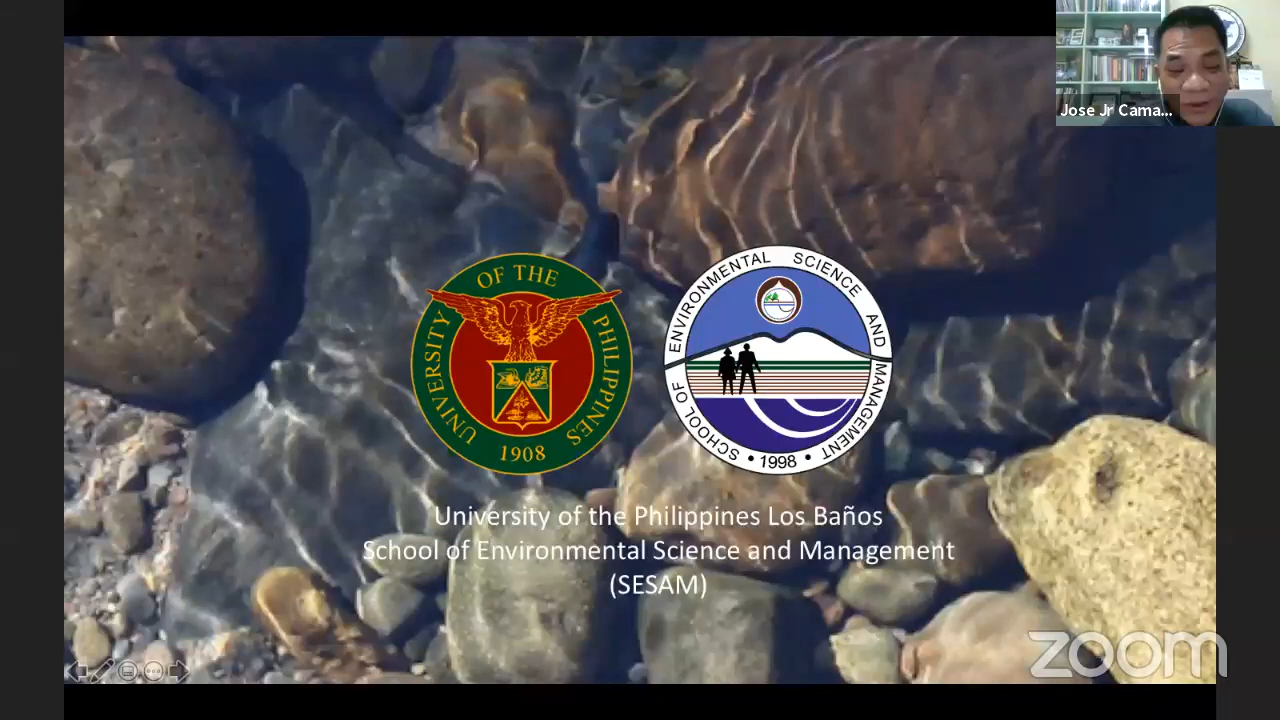 Jose Jr Cama...
UNIVERSITY OF THE PHILIPPINES
1908
SCHOOL OF ENVIRONMENTAL SCIENCE AND MANAGEMENT
• 1998 •
University of the Philippines Los Baños
School of Environmental Science and Management
(SESAM)
zoom